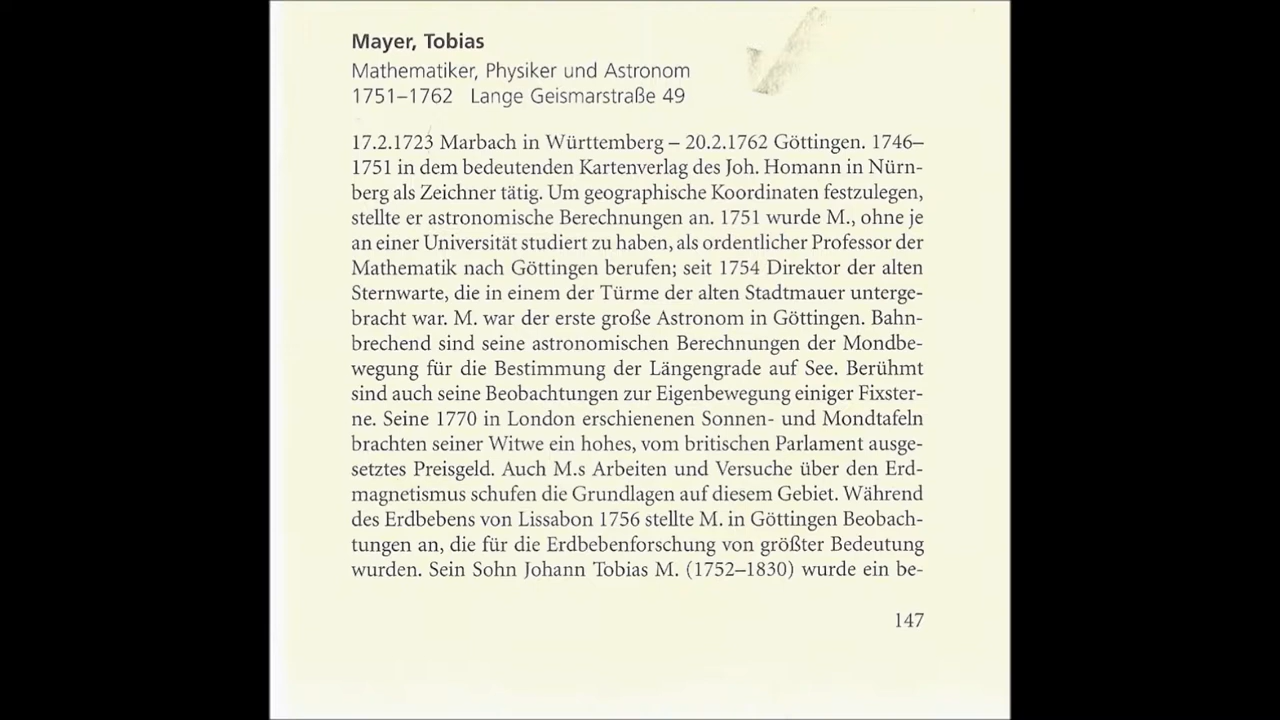 Mayer, Tobias
Mathematiker, Physiker und Astronom
1751–1762 Lange Geismarstraße 49
17.2.1723 Marbach in Württemberg – 20.2.1762 Göttingen. 1746–
1751 in dem bedeutenden Kartenverlag des Joh. Homann in Nürn-
berg als Zeichner tätig. Um geographische Koordinaten festzulegen,
stellte er astronomische Berechnungen an. 1751 wurde M., ohne je
an einer Universität studiert zu haben, als ordentlicher Professor der
Mathematik nach Göttingen berufen; seit 1754 Direktor der alten
Sternwarte, die in einem der Türme der alten Stadtmauer unterge-
bracht war. M. war der erste große Astronom in Göttingen. Bahn-
brechend sind seine astronomischen Berechnungen der Mondbe-
wegung für die Bestimmung der Längengrade auf See. Berühmt
sind auch seine Beobachtungen zur Eigenbewegung einiger Fixster-
ne. Seine 1770 in London erschienenen Sonnen- und Mondtafeln
brachten seiner Witwe ein hohes, vom britischen Parlament ausge-
setztes Preisgeld. Auch M.s Arbeiten und Versuche über den Erd-
magnetismus schufen die Grundlagen auf diesem Gebiet. Während
des Erdbebens von Lissabon 1756 stellte M. in Göttingen Beobach-
tungen an, die für die Erdbebenforschung von größter Bedeutung
wurden. Sein Sohn Johann Tobias M. (1752–1830) wurde ein be-
147